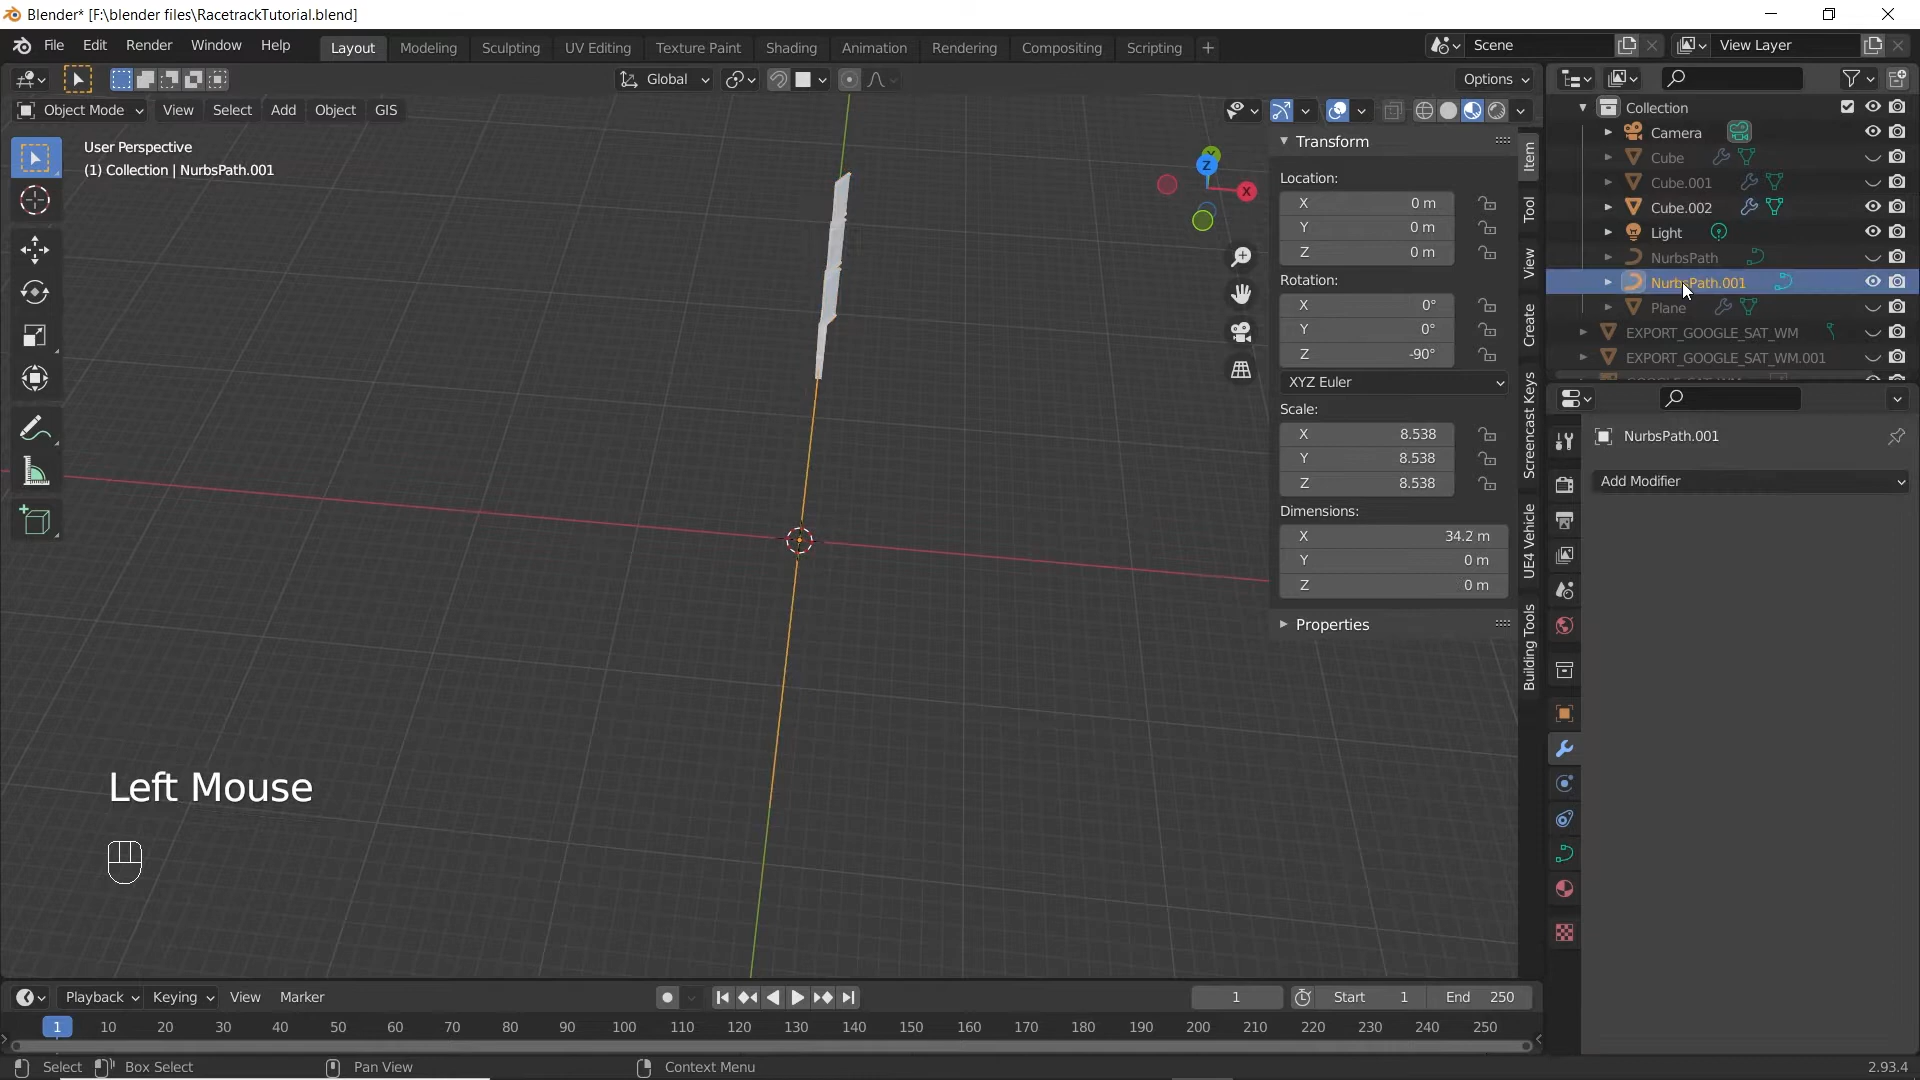 Blender* [F:\blender files\RacetrackTutorial.blend]
File Edit Render Window Help Layout Modeling Sculpting UV Editing Texture Paint Shading Animation Rendering Compositing Scripting + Scene View Layer
Global Options
Object Mode View Select Add Object GIS
User Perspective
(1) Collection | NurbsPath.001
Z
X
Transform
Location:
X 0 m
Y 0 m
Z 0 m
Rotation:
X 0°
Y 0°
Z -90°
XYZ Euler
Scale:
X 8.538
Y 8.538
Z 8.538
Dimensions:
X 34.2 m
Y 0 m
Z 0 m
Properties
Item
Tool
View
Create
Screencast Keys
UE4 Vehicle
Building Tools
Collection
Camera
Cube
Cube.001
Cube.002
Light
NurbsPath
NurbsPath.001
Plane
EXPORT_GOOGLE_SAT_WM
EXPORT_GOOGLE_SAT_WM.001
NurbsPath.001
Add Modifier
Left Mouse
Playback Keying View Marker 1 Start 1 End 250
1 10 20 30 40 50 60 70 80 90 100 110 120 130 140 150 160 170 180 190 200 210 220 230 240 250
Select Box Select Pan View Context Menu 2.93.4